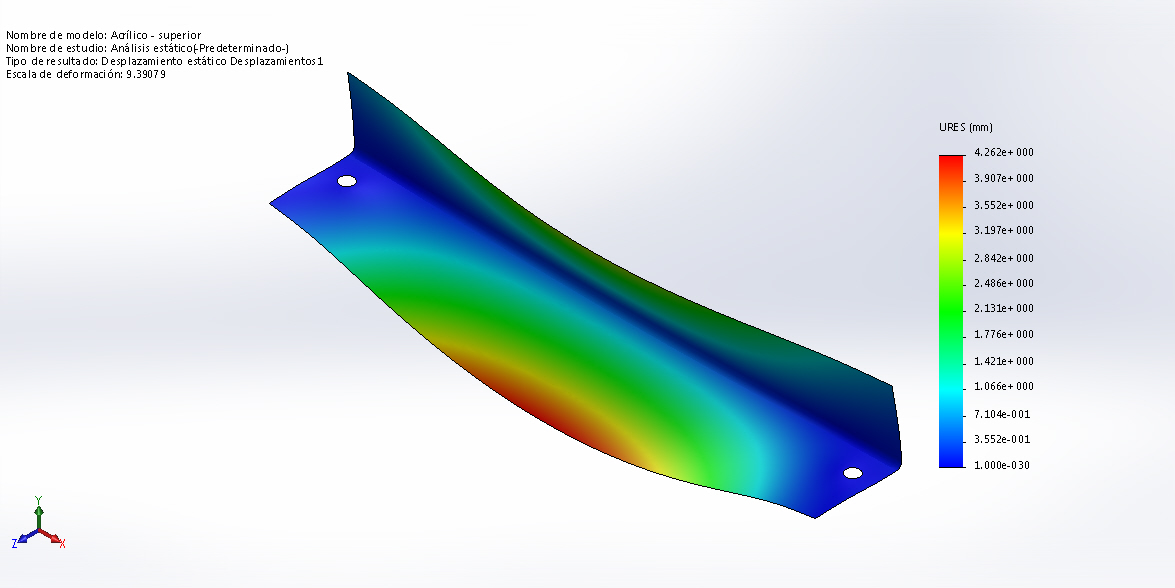 Nombre de modelo: Acrílico - superior
Nombre de estudio: Análisis estático(-Predeterminado-)
Tipo de resultado: Desplazamiento estático Desplazamientos1
Escala de deformación: 9.39079
URES (mm)
4.262e+000
3.907e+000
3.552e+000
3.197e+000
2.842e+000
2.486e+000
2.131e+000
1.776e+000
1.421e+000
1.066e+000
7.104e-001
3.552e-001
1.000e-030
Y
Z
X